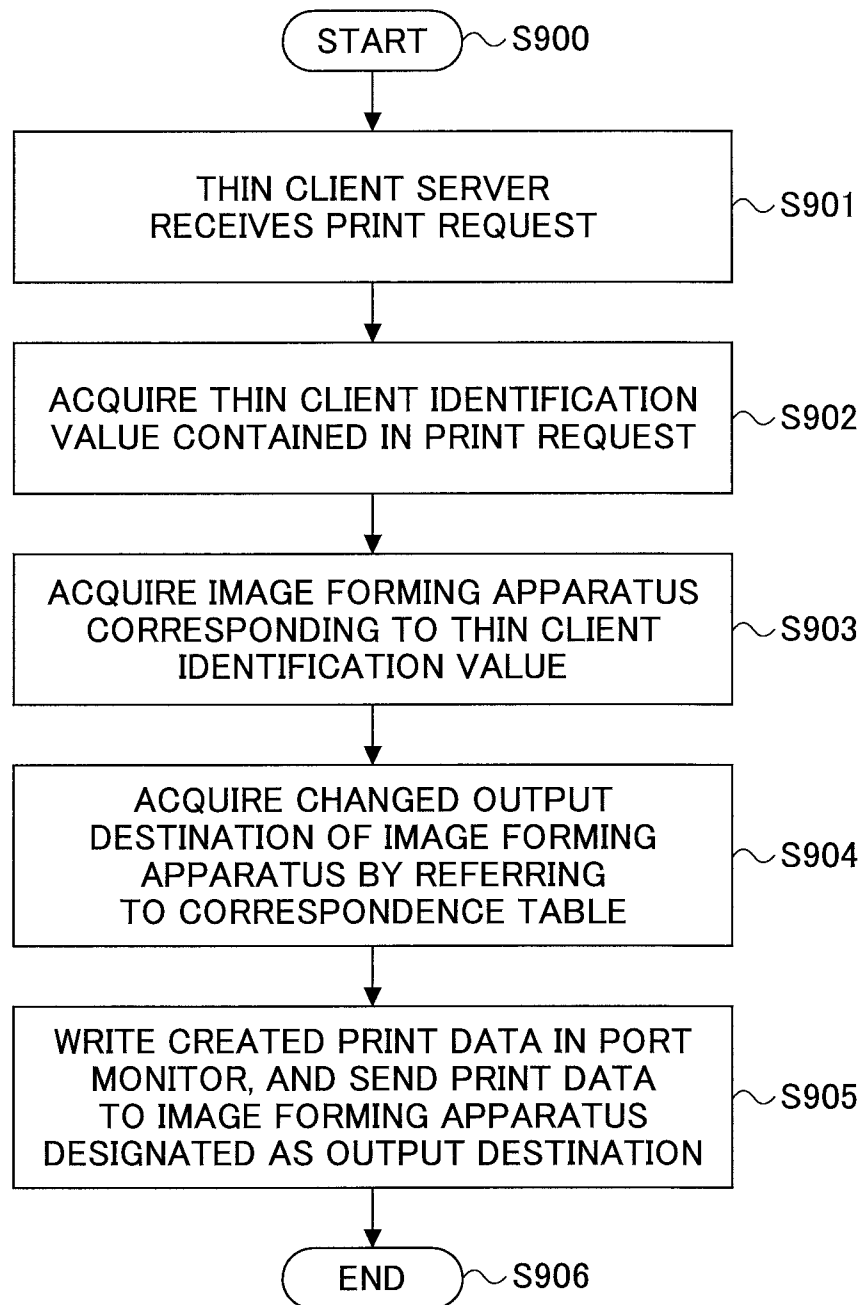 START
S900
THIN CLIENT SERVER
RECEIVES PRINT REQUEST
S901
ACQUIRE THIN CLIENT IDENTIFICATION
VALUE CONTAINED IN PRINT REQUEST
S902
ACQUIRE IMAGE FORMING APPARATUS
CORRESPONDING TO THIN CLIENT
IDENTIFICATION VALUE
S903
ACQUIRE CHANGED OUTPUT
DESTINATION OF IMAGE FORMING
APPARATUS BY REFERRING
TO CORRESPONDENCE TABLE
S904
WRITE CREATED PRINT DATA IN PORT
MONITOR, AND SEND PRINT DATA
TO IMAGE FORMING APPARATUS
DESIGNATED AS OUTPUT DESTINATION
S905
END
S906